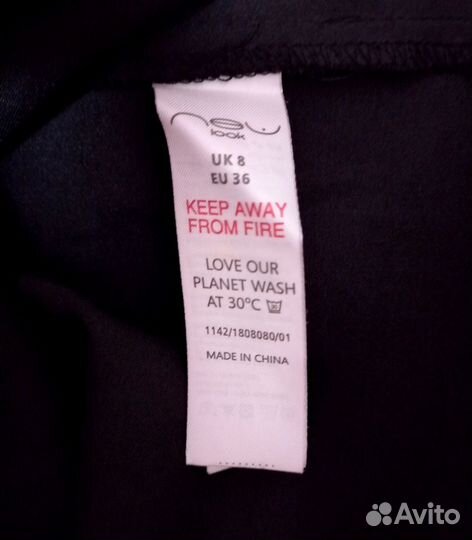 new
look
UK 8
EU 36
KEEP AWAY
FROM FIRE
LOVE OUR
PLANET WASH
AT 30°C
1142/1808080/01
MADE IN CHINA
Avito